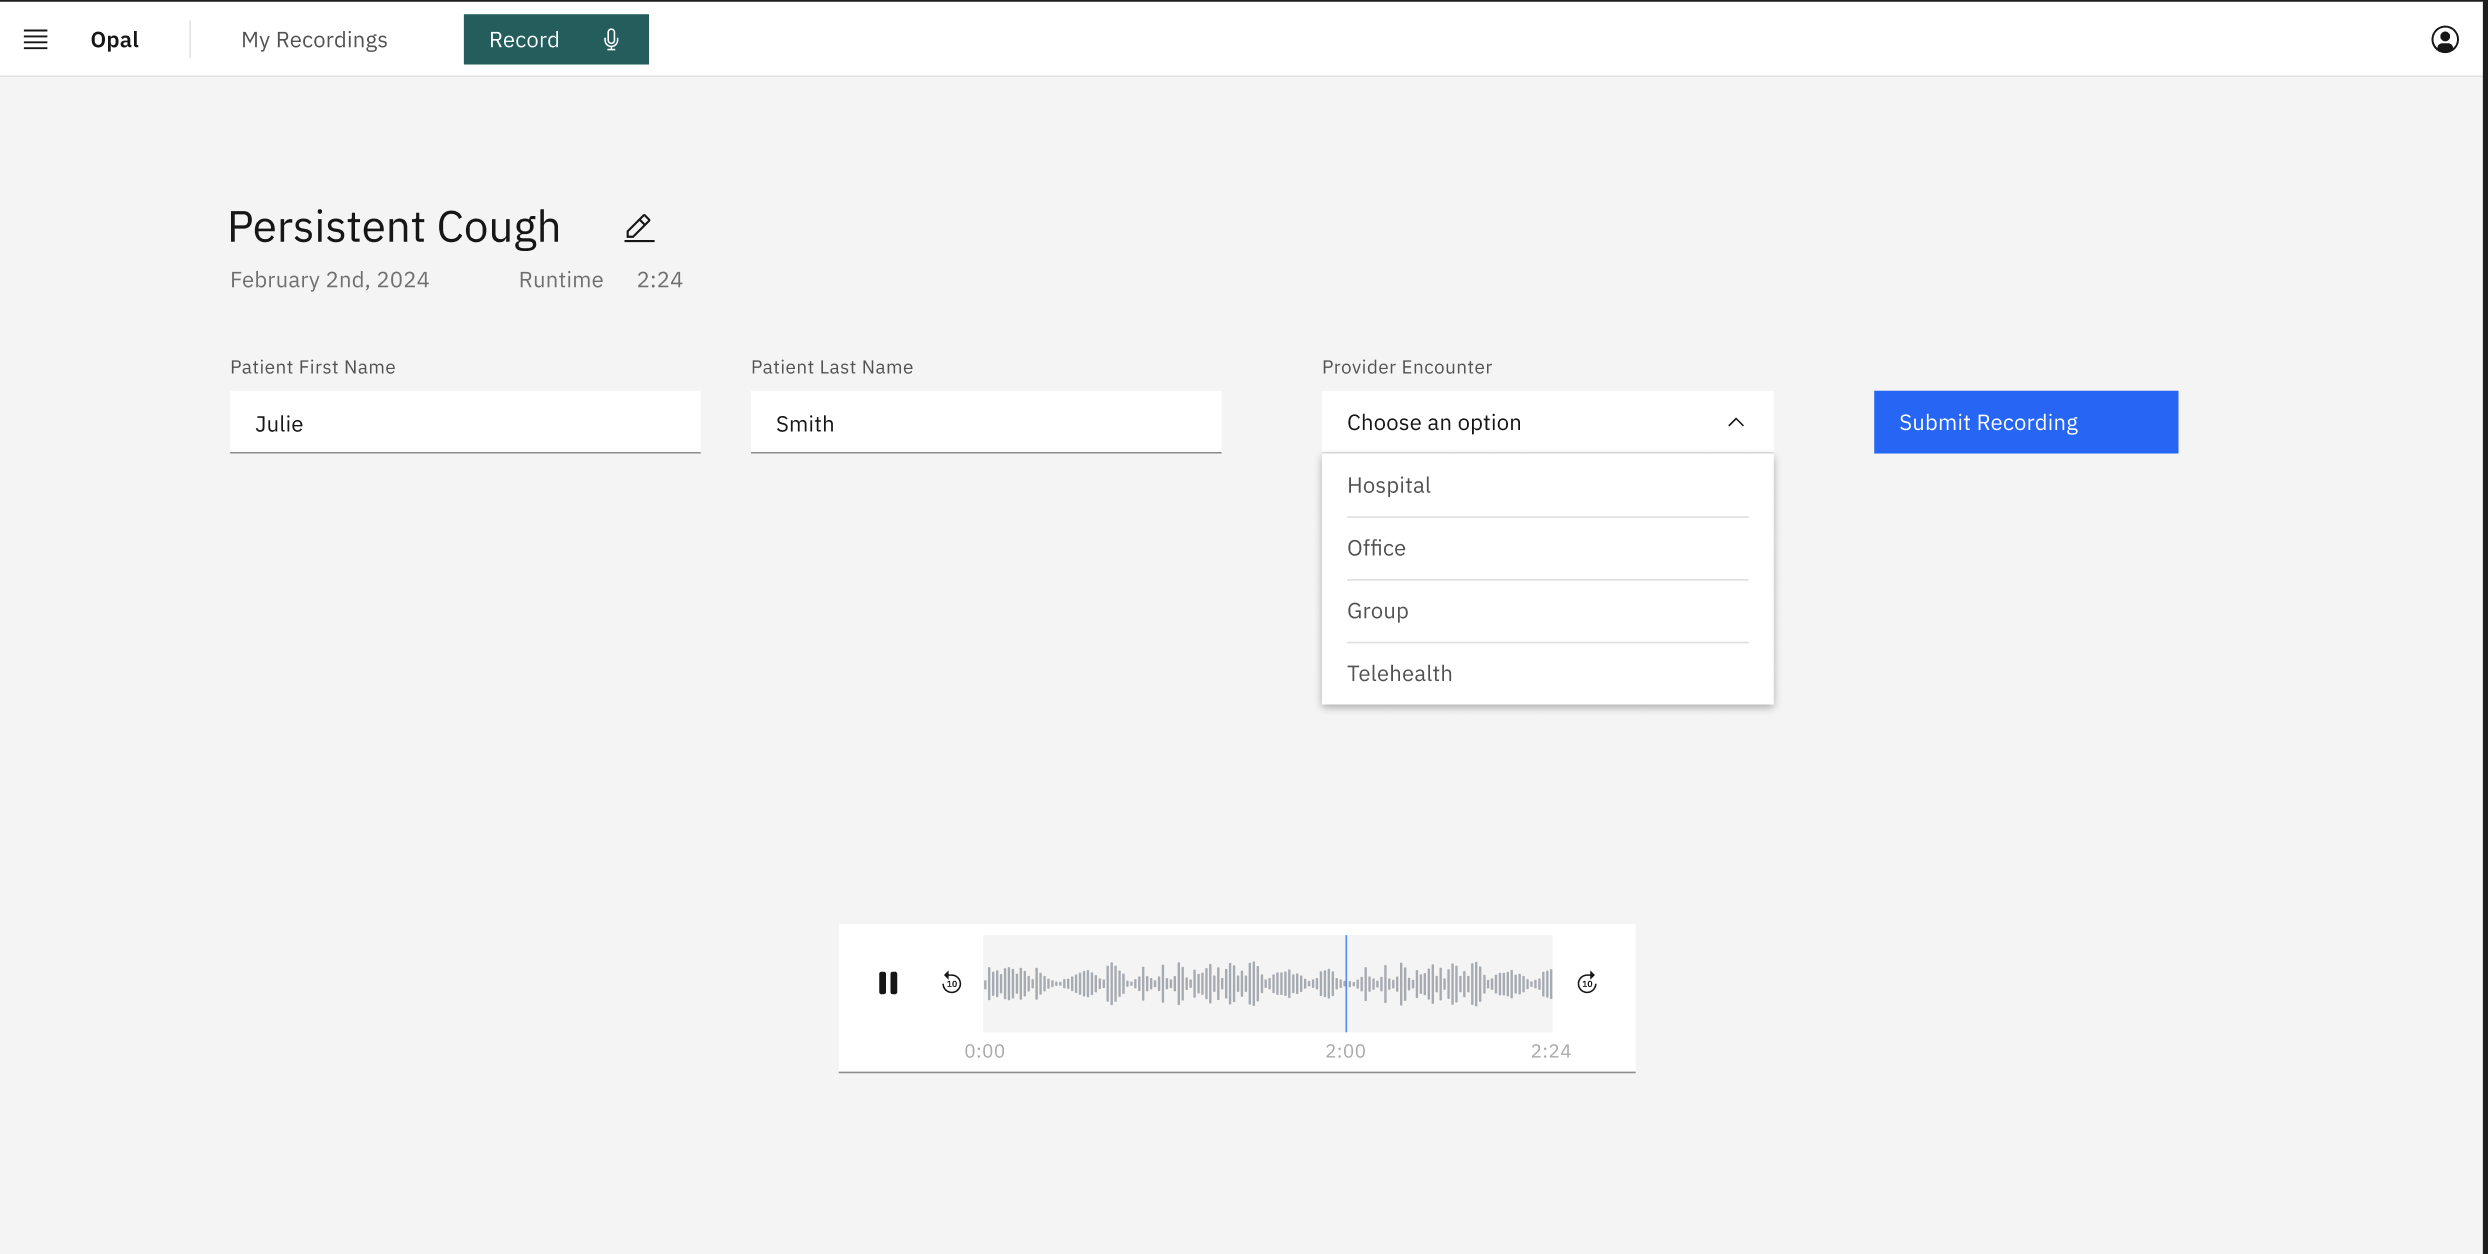 Opal
My Recordings
Record
Persistent Cough
February 2nd, 2024 Runtime 2:24
Patient First Name
Julie
Patient Last Name
Smith
Provider Encounter
Choose an option
Hospital
Office
Group
Telehealth
Submit Recording
10
10
0:00 2:00 2:24